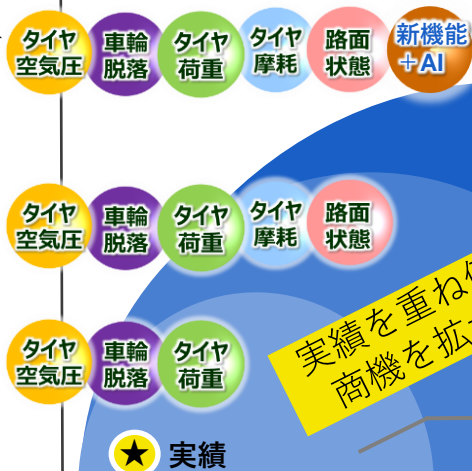 タイヤ
空気圧
車輪
脱落
タイヤ
荷重
タイヤ
摩耗
路面
状態
新機能
+AI
タイヤ
空気圧
車輪
脱落
タイヤ
荷重
タイヤ
摩耗
路面
状態
タイヤ
空気圧
車輪
脱落
タイヤ
荷重
実績を重ね
商機を拡
実績